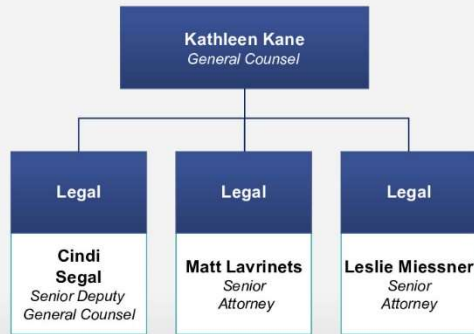 Kathleen Kane
General Counsel
Legal
Legal
Legal
Cindi
Segal
Senior Deputy
General Counsel
Matt Lavrinets
Senior
Attorney
Leslie Miessner
Senior
Attorney